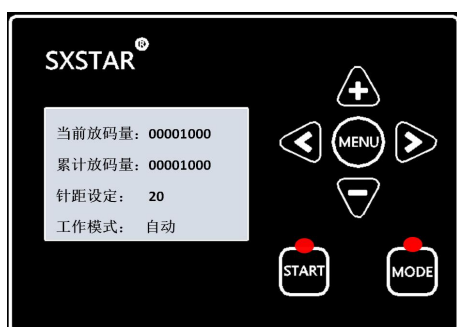 SXSTAR®
当前放码量：00001000
累计放码量：00001000
针距设定： 20
工作模式： 自动
MENU
START
MODE